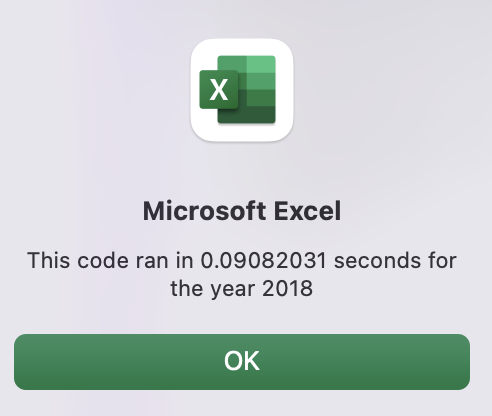 X
Microsoft Excel
This code ran in 0.09082031 seconds for
the year 2018
OK